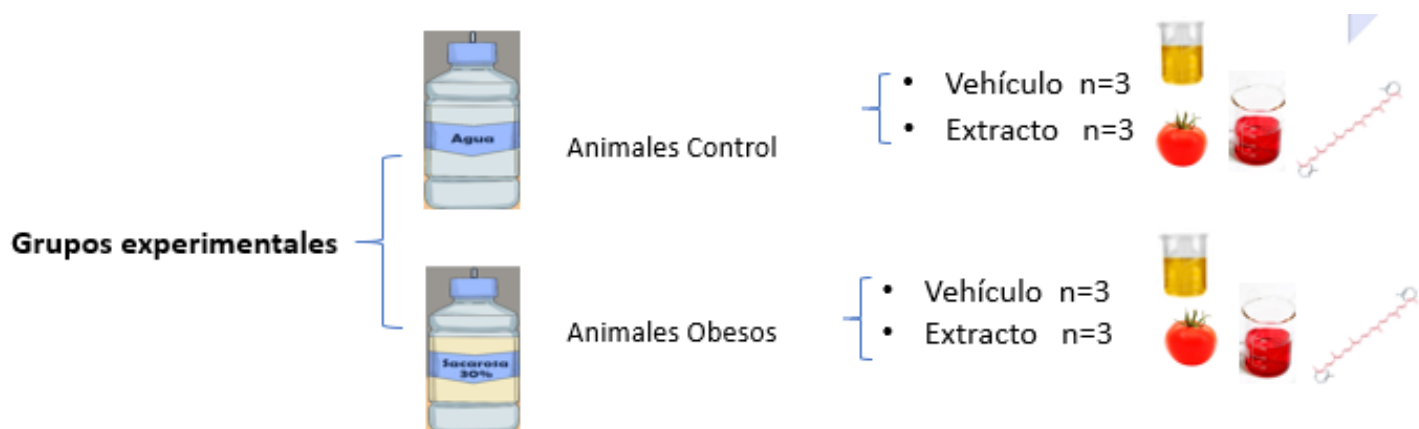 Agua
Animales Control
• Vehículo n=3
• Extracto n=3
Grupos experimentales
Sacarosa
30%
Animales Obesos
• Vehículo n=3
• Extracto n=3